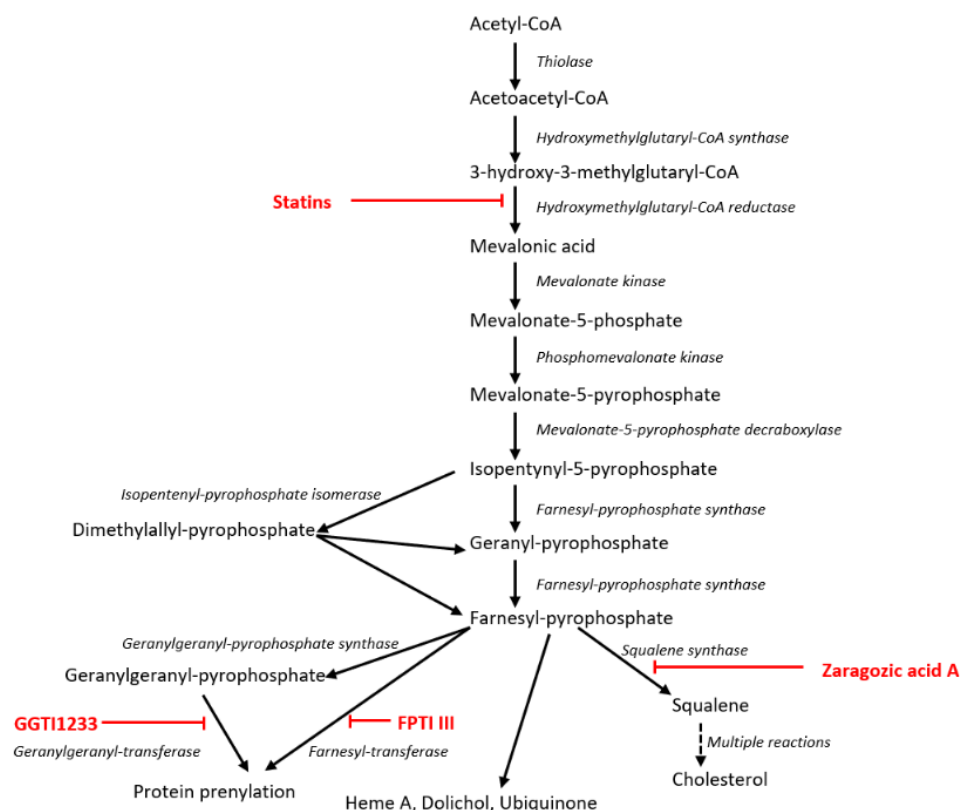 Acetyl-CoA
Thiolase
Acetoacetyl-CoA
Hydroxymethylglutaryl-CoA synthase
3-hydroxy-3-methylglutaryl-CoA
Statins
Hydroxymethylglutaryl-CoA reductase
Mevalonic acid
Mevalonate kinase
Mevalonate-5-phosphate
Phosphomevalonate kinase
Mevalonate-5-pyrophosphate
Mevalonate-5-pyrophosphate decraboxylase
Isopentynyl-5-pyrophosphate
Isopentenyl-pyrophosphate isomerase
Farnesyl-pyrophosphate synthase
Dimethylallyl-pyrophosphate
Geranyl-pyrophosphate
Farnesyl-pyrophosphate synthase
Farnesyl-pyrophosphate
Geranylgeranyl-pyrophosphate synthase
Squalene synthase
Geranylgeranyl-pyrophosphate
Zaragozic acid A
Squalene
GGTI1233
FPTI III
Geranylgeranyl-transferase
Farnesyl-transferase
Multiple reactions
Protein prenylation
Heme A, Dolichol, Ubiquinone
Cholesterol